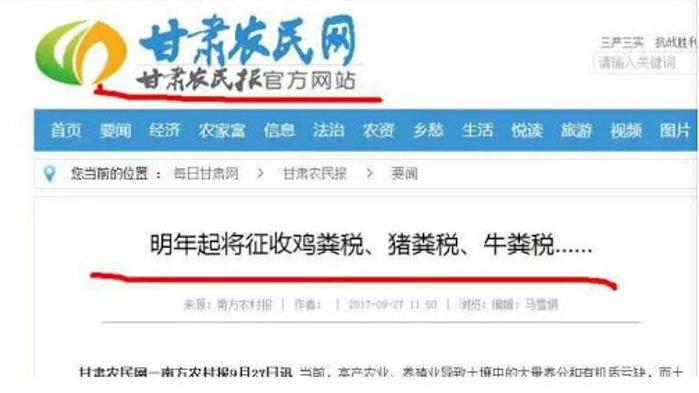 甘肃农民网
甘肃农民报官方网站
三严三实 抗战胜利
请输入关键词
首页 要闻 经济 农家富 信息 法治 农资 乡愁 生活 悦读 旅游 视频 图片
您当前的位置 : 每日甘肃网 > 甘肃农民报 > 要闻
明年起将征收鸡粪税、猪粪税、牛粪税……
来源: 南方农村报 | 作者: | 2017-09-27 11 50 | 浏览: 编辑: 马雪娟
甘肃农民网—南方农村报9月27日讯 当前，高产农业、养殖业导致土壤中的大量养分和有机质亏缺，而土